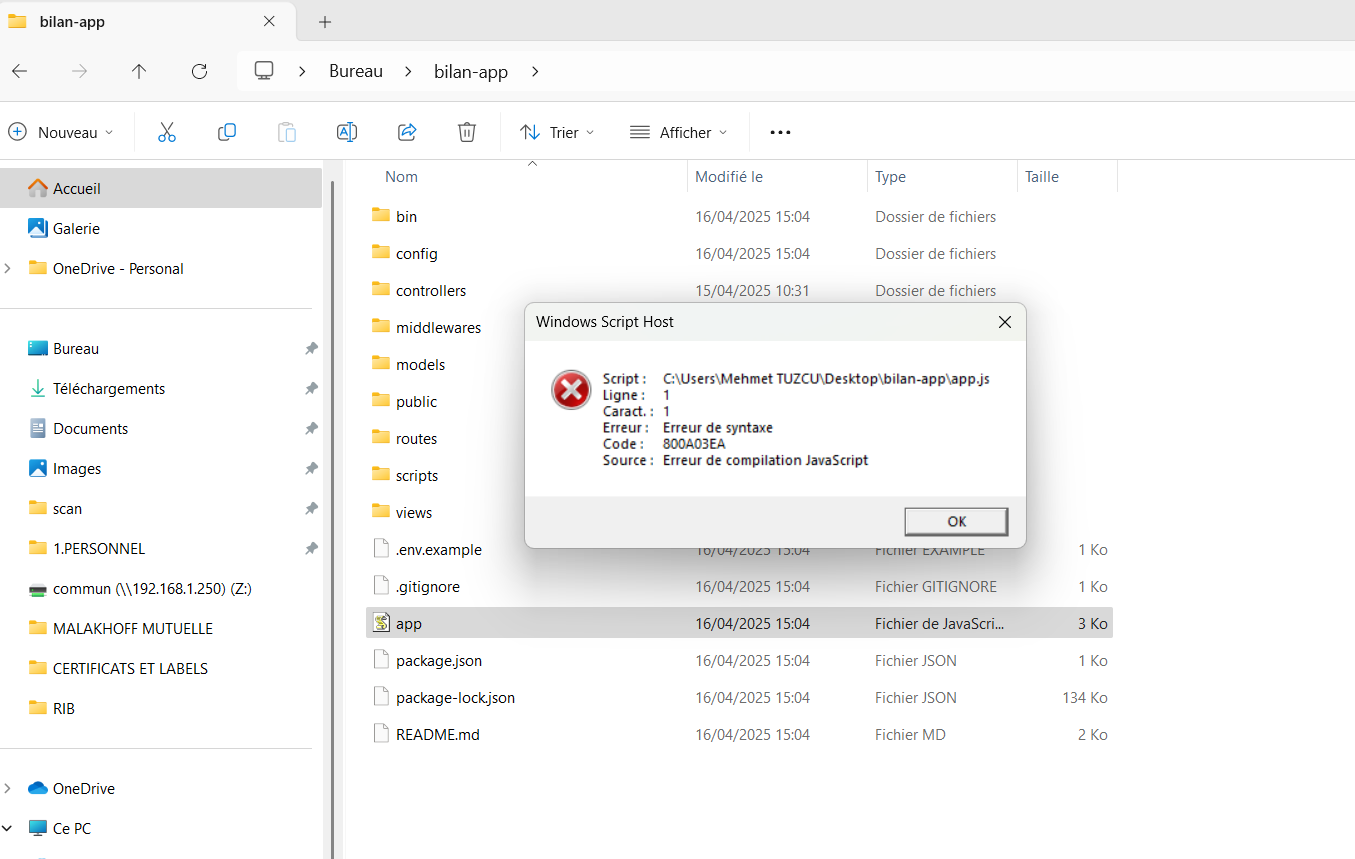 bilan-app
Bureau > bilan-app >
Nouveau Trier Afficher
Accueil
Galerie
OneDrive - Personal
Bureau
Téléchargements
Documents
Images
scan
1.PERSONNEL
commun (\\192.168.1.250) (Z:)
MALAKHOFF MUTUELLE
CERTIFICATS ET LABELS
RIB
OneDrive
Ce PC
Nom Modifié le Type Taille
bin 16/04/2025 15:04 Dossier de fichiers
config 16/04/2025 15:04 Dossier de fichiers
controllers 15/04/2025 10:31 Dossier de fichiers
middlewares
models
public
routes
scripts
views
.env.example 16/04/2025 15:04 Fichier EXAMPLE 1 Ko
.gitignore 16/04/2025 15:04 Fichier GITIGNORE 1 Ko
app 16/04/2025 15:04 Fichier de JavaScri... 3 Ko
package.json 16/04/2025 15:04 Fichier JSON 1 Ko
package-lock.json 16/04/2025 15:04 Fichier JSON 134 Ko
README.md 16/04/2025 15:04 Fichier MD 2 Ko
Windows Script Host
Script : C:\Users\Mehmet TUZCU\Desktop\bilan-app\app.js
Ligne : 1
Caract. : 1
Erreur : Erreur de syntaxe
Code : 800A03EA
Source : Erreur de compilation JavaScript
OK